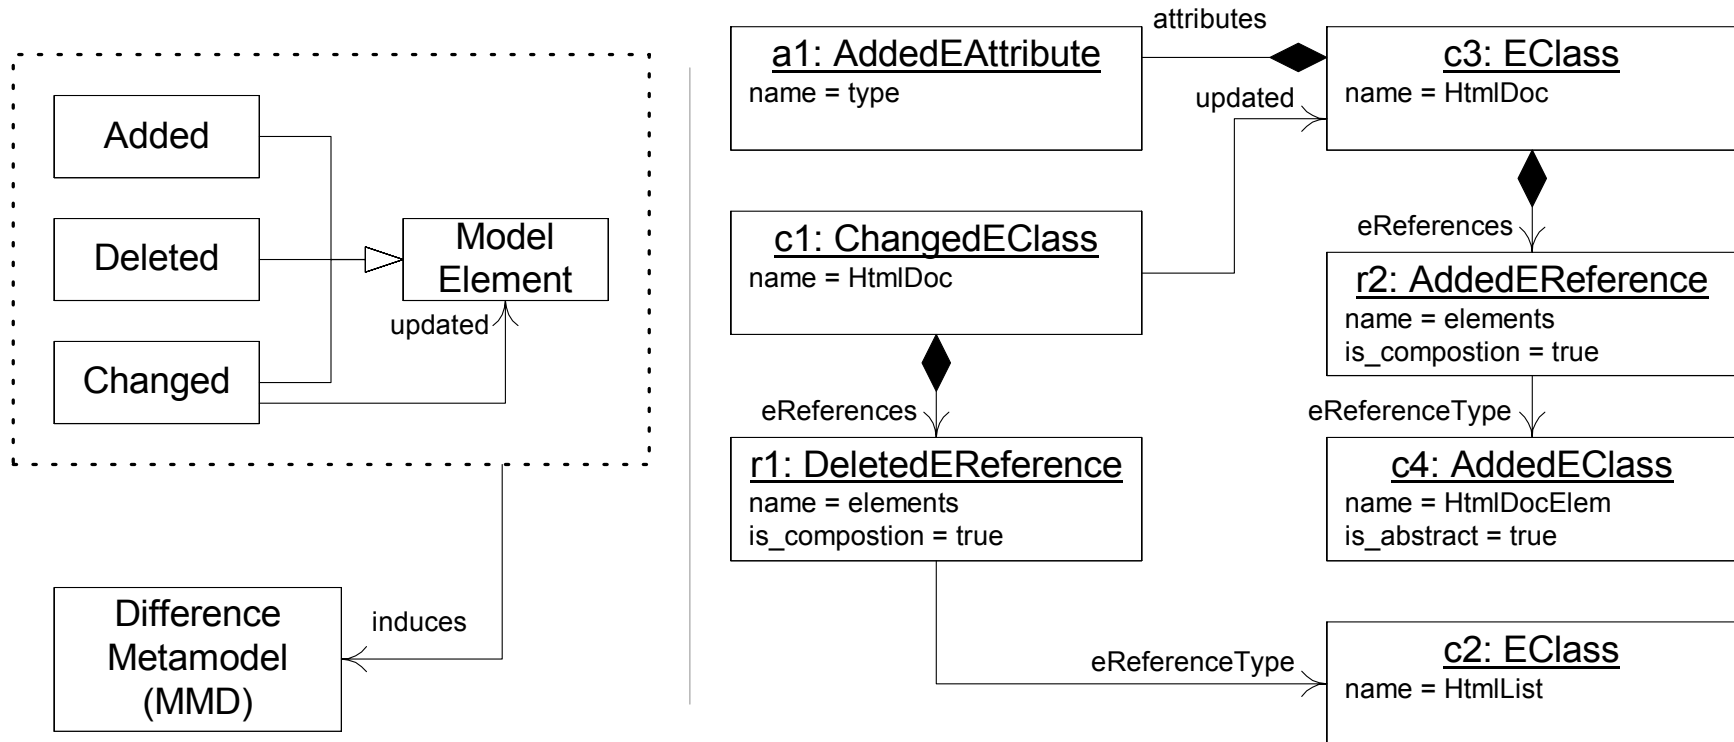 Added
Deleted
Changed
Model
Element
updated
induces
Difference
Metamodel
(MMD)
attributes
a1: AddedEAttribute
name = type
c3: EClass
name = HtmlDoc
updated
c1: ChangedEClass
name = HtmlDoc
eReferences
r2: AddedEReference
name = elements
is_compostion = true
eReferences
eReferenceType
r1: DeletedEReference
name = elements
is_compostion = true
c4: AddedEClass
name = HtmlDocElem
is_abstract = true
eReferenceType
c2: EClass
name = HtmlList